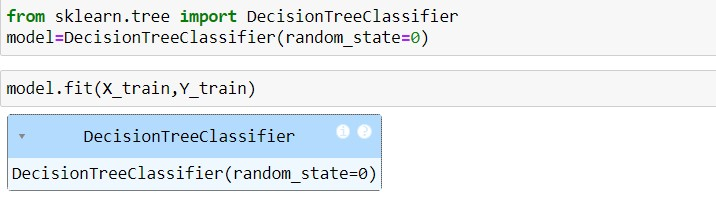 from sklearn.tree import DecisionTreeClassifier
model=DecisionTreeClassifier(random_state=0)
model.fit(X_train,Y_train)
DecisionTreeClassifier i ?
DecisionTreeClassifier(random_state=0)